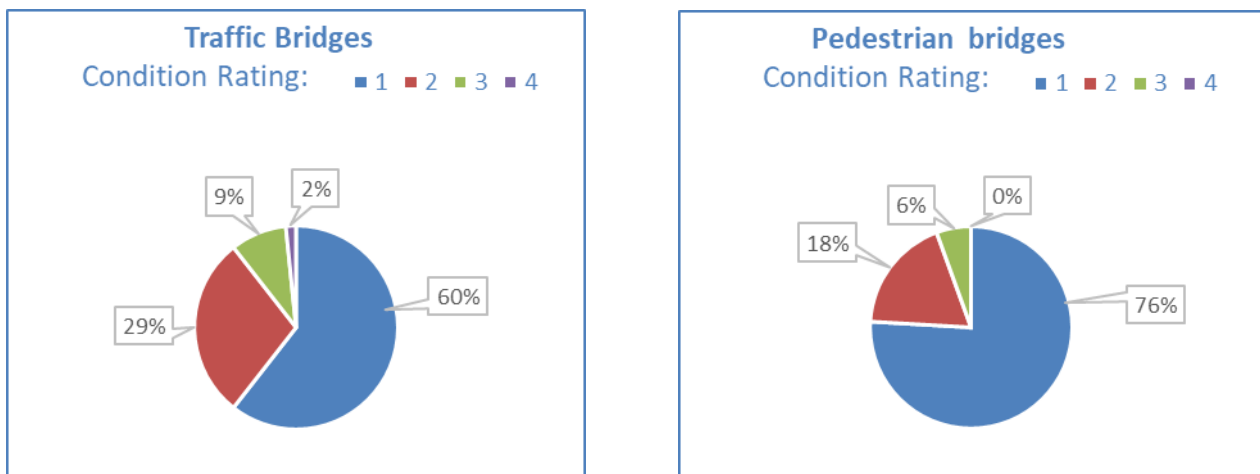 Traffic Bridges
Condition Rating: 1 2 3 4
9%
2%
60%
29%
Pedestrian bridges
Condition Rating: 1 2 3 4
6%
0%
18%
76%